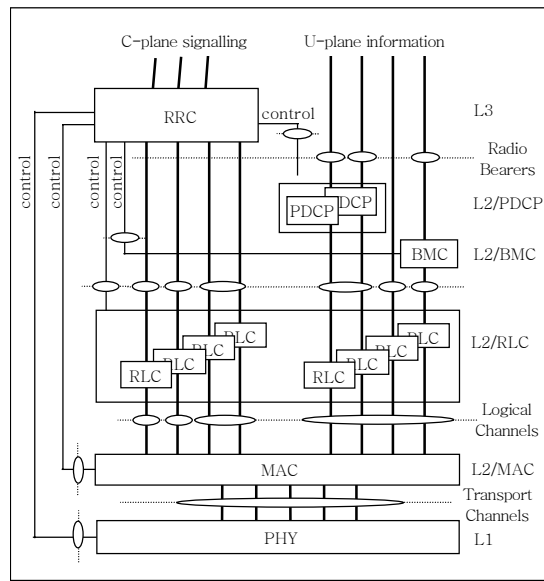 C-plane signalling
U-plane information
RRC
control
L3
control
control
control
control
Radio
Bearers
PDCP
DCP
L2/PDCP
BMC
L2/BMC
RLC
RLC
RLC
RLC
RLC
RLC
RLC
RLC
L2/RLC
Logical
Channels
MAC
L2/MAC
Transport
Channels
PHY
L1